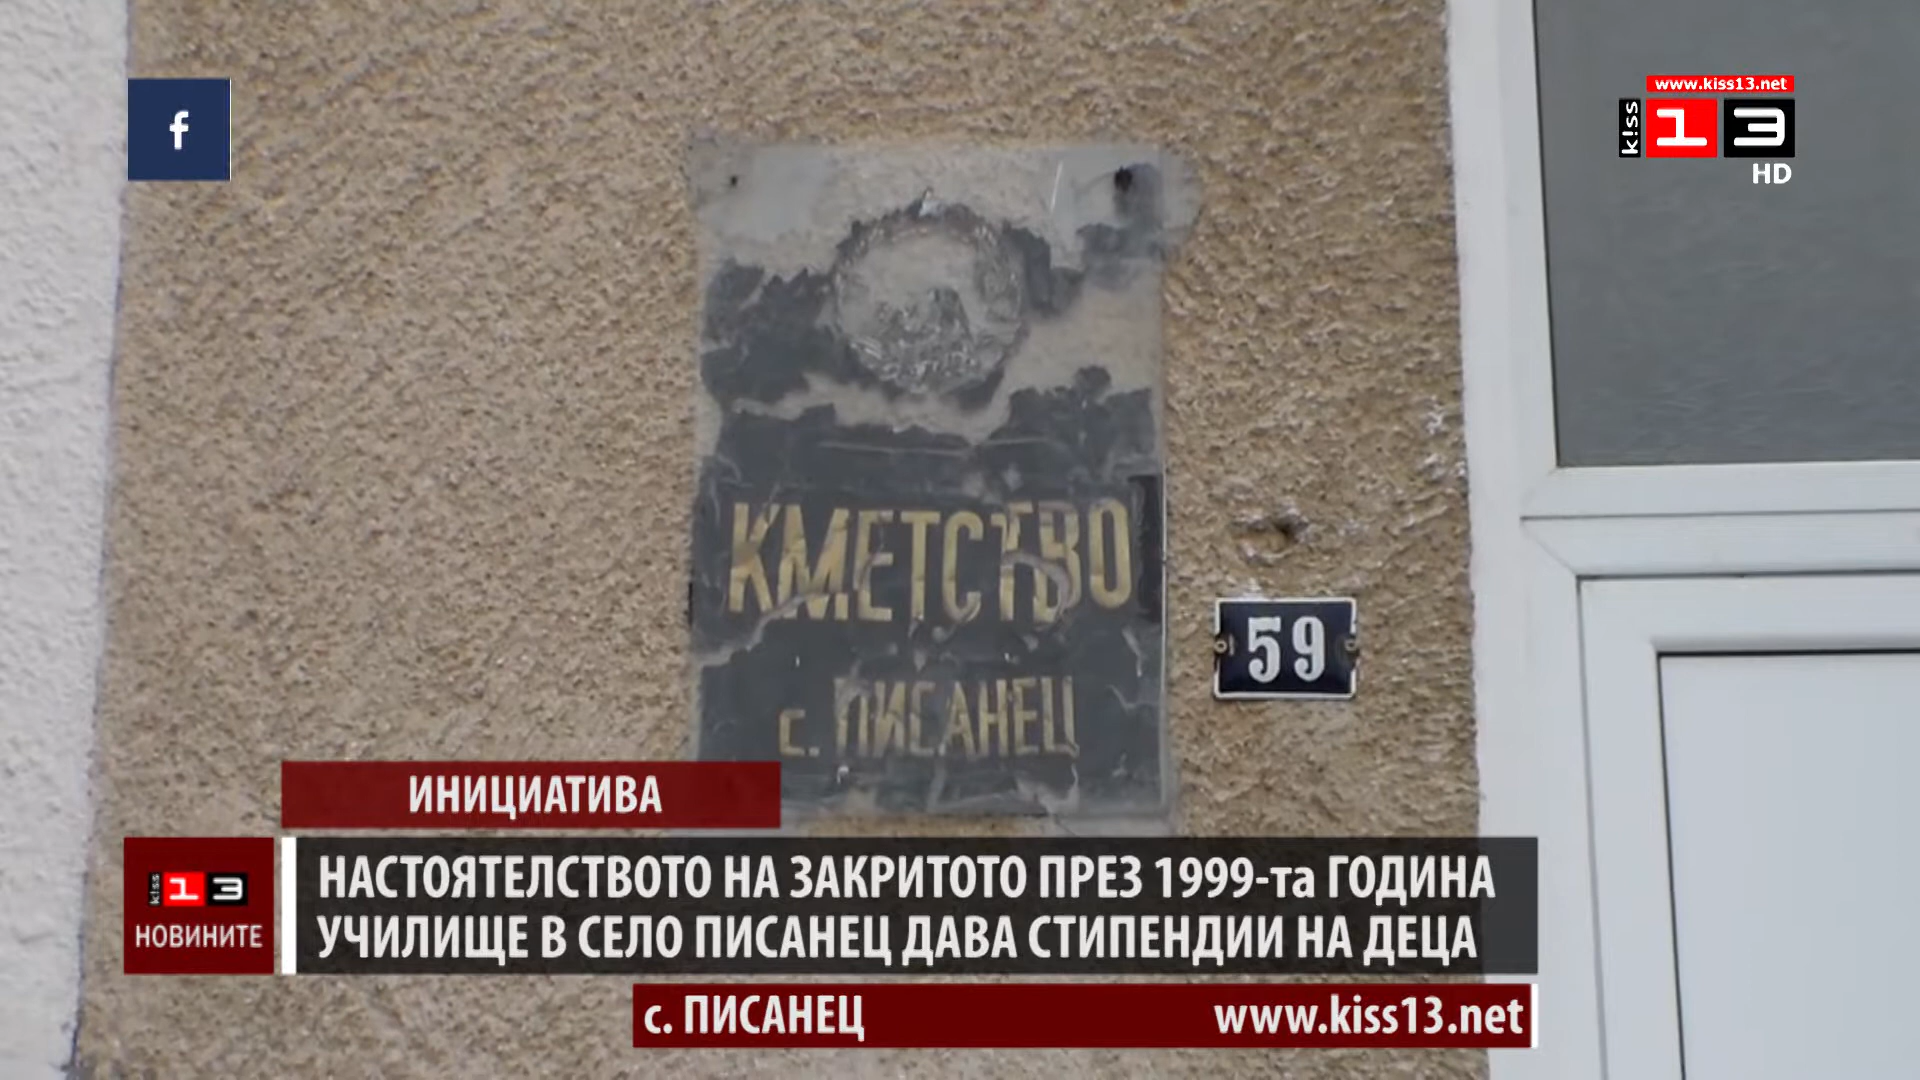 f
www.kiss13.net
kiss 13
HD
КМЕТСТВО
с. ПИСАНЕЦ
59
ИНИЦИАТИВА
kiss 13
НОВИНИТЕ
НАСТОЯТЕЛСТВОТО НА ЗАКРИТОТО ПРЕЗ 1999-та ГОДИНА
УЧИЛИЩЕ В СЕЛО ПИСАНЕЦ ДАВА СТИПЕНДИИ НА ДЕЦА
с. ПИСАНЕЦ www.kiss13.net